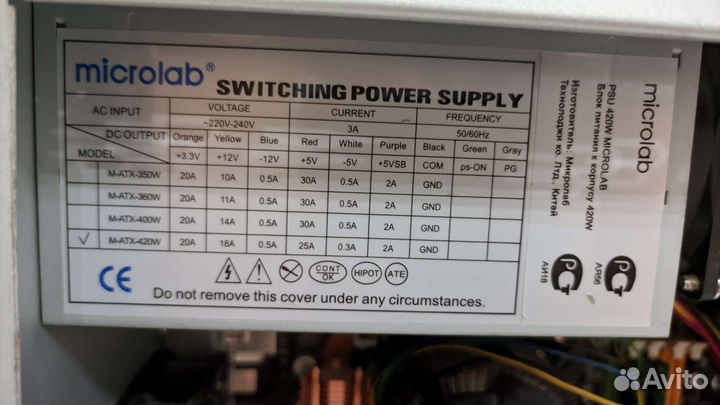 microlab®
SWITCHING POWER SUPPLY
AC INPUT VOLTAGE CURRENT FREQUENCY
~220V-240V 3A 50/60Hz
DC OUTPUT Orange Yellow Blue Red White Purple Black Green Gray
MODEL +3.3V +12V -12V +5V -5V +5VSB COM ps-ON PG
M-ATX-350W 20A 10A 0.5A 30A 0.5A 2A GND
M-ATX-360W 20A 11A 0.5A 30A 0.5A 2A GND
M-ATX-400W 20A 14A 0.5A 30A 0.5A 2A GND
√ M-ATX-420W 20A 18A 0.5A 25A 0.3A 2A GND
CE CONT OK HIPOT ATE
Do not remove this cover under any circumstances.
microlab
PSU 420W MICROLAB
Блок питания к корпусу 420W
Изготовитель: Микролаб
Технолоджи ко. Лтд., Китай
РСТ
АЯ56
РСТ
АИ18
Avito